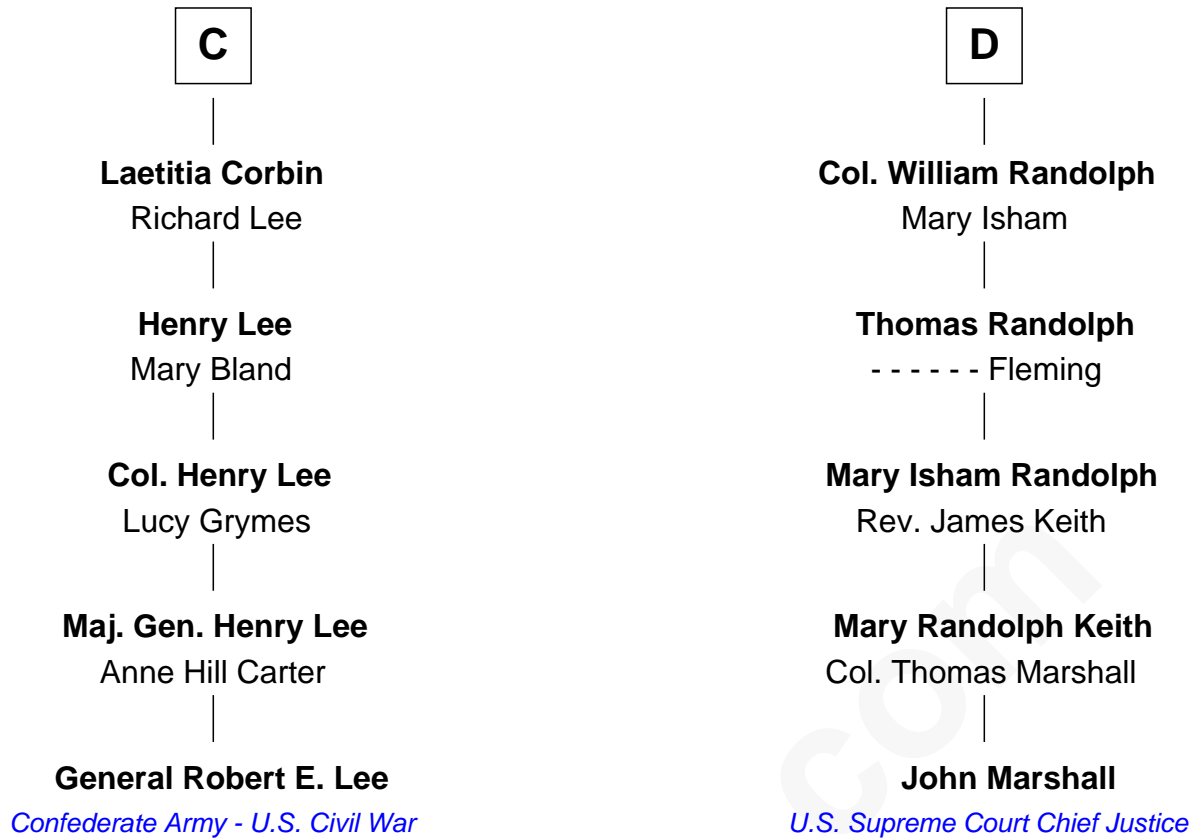 C
Laetitia Corbin
Richard Lee
Henry Lee
Mary Bland
Col. Henry Lee
Lucy Grymes
Maj. Gen. Henry Lee
Anne Hill Carter
General Robert E. Lee
Confederate Army - U.S. Civil War
D
Col. William Randolph
Mary Isham
Thomas Randolph
- - - - - - Fleming
Mary Isham Randolph
Rev. James Keith
Mary Randolph Keith
Col. Thomas Marshall
John Marshall
U.S. Supreme Court Chief Justice
com